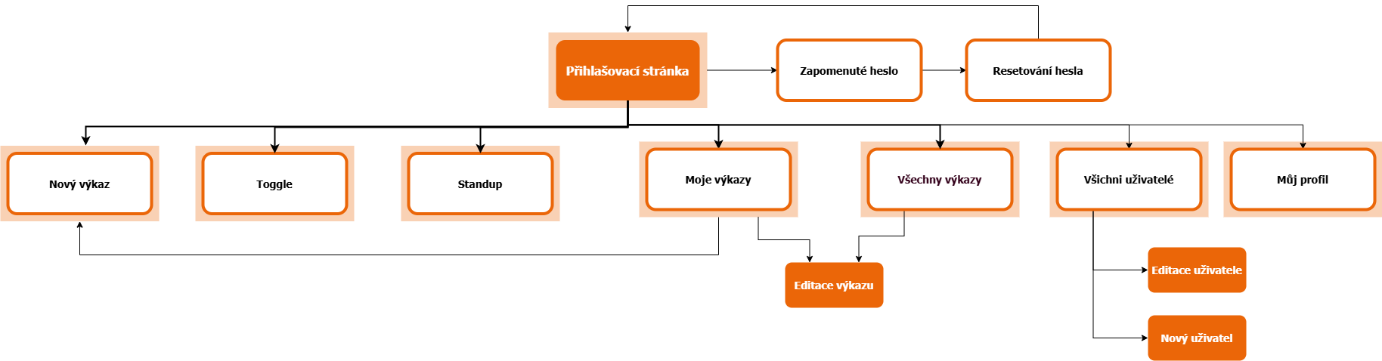 Přihlašovací stránka
Zapomenuté heslo
Resetování hesla
Nový výkaz
Toggle
Standup
Moje výkazy
Všechny výkazy
Všichni uživatelé
Můj profil
Editace výkazu
Editace uživatele
Nový uživatel